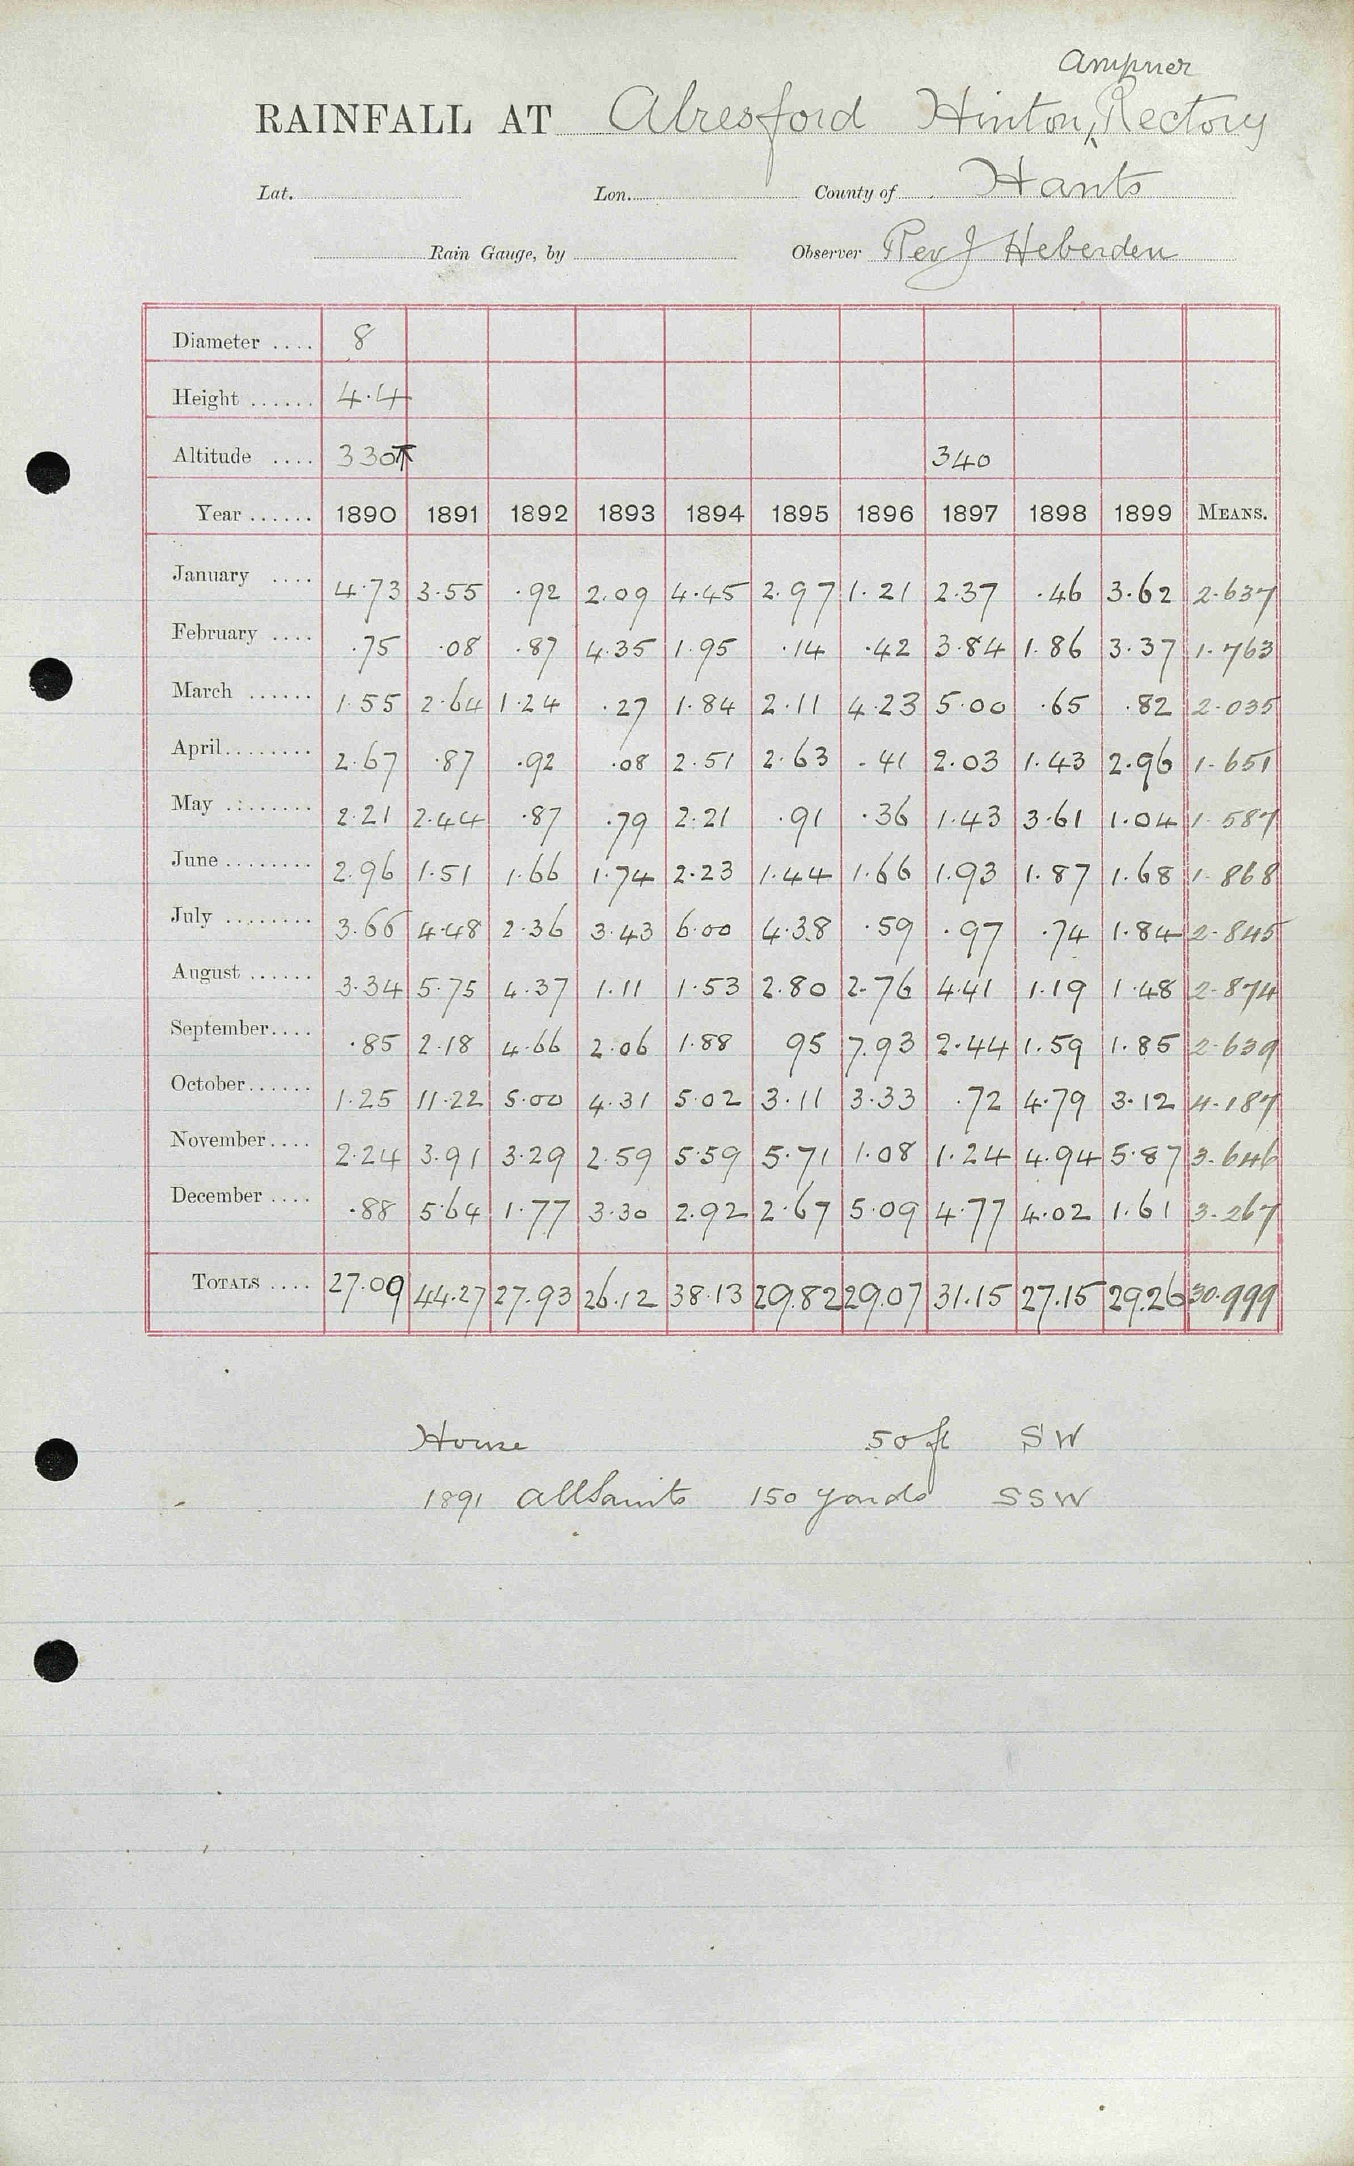 Ampner
RAINFALL AT Alresford Hinton, Rectory
Lat. Lon. County of Hants
Rain Gauge, by Observer Rev J Heberden
Diameter .... 8
Height ...... 4.4
Altitude .... 330 340
Year ...... 1890 1891 1892 1893 1894 1895 1896 1897 1898 1899 MEANS.
January .... 4.73 3.55 .92 2.09 4.45 2.97 1.21 2.37 .46 3.62 2.637
February .... .75 .08 .87 4.35 1.95 .14 .42 3.84 1.86 3.37 1.763
March ...... 1.55 2.64 1.24 .27 1.84 2.11 4.23 5.00 .65 .82 2.035
April........ 2.67 .87 .92 .08 2.51 2.63 .41 2.03 1.43 2.96 1.651
May ........ 2.21 2.44 .87 .79 2.21 .91 .36 1.43 3.61 1.04 1.587
June ........ 2.96 1.51 1.66 1.74 2.23 1.44 1.66 1.93 1.87 1.68 1.868
July ........ 3.66 4.48 2.36 3.43 6.00 4.38 .59 .97 .74 1.84 2.845
August ...... 3.34 5.75 4.37 1.11 1.53 2.80 2.76 4.41 1.19 1.48 2.874
September.... .85 2.18 4.66 2.06 1.88 95 7.93 2.44 1.59 1.85 2.639
October...... 1.25 11.22 5.00 4.31 5.02 3.11 3.33 .72 4.79 3.12 4.187
November.... 2.24 3.91 3.29 2.59 5.59 5.71 1.08 1.24 4.94 5.87 3.646
December .... .88 5.64 1.77 3.30 2.92 2.67 5.09 4.77 4.02 1.61 3.267
TOTALS .... 27.09 44.27 27.93 26.12 38.13 29.82 29.07 31.15 27.15 29.26 30.999
House 50 ft SW
1891 All Saints 150 yards SSW